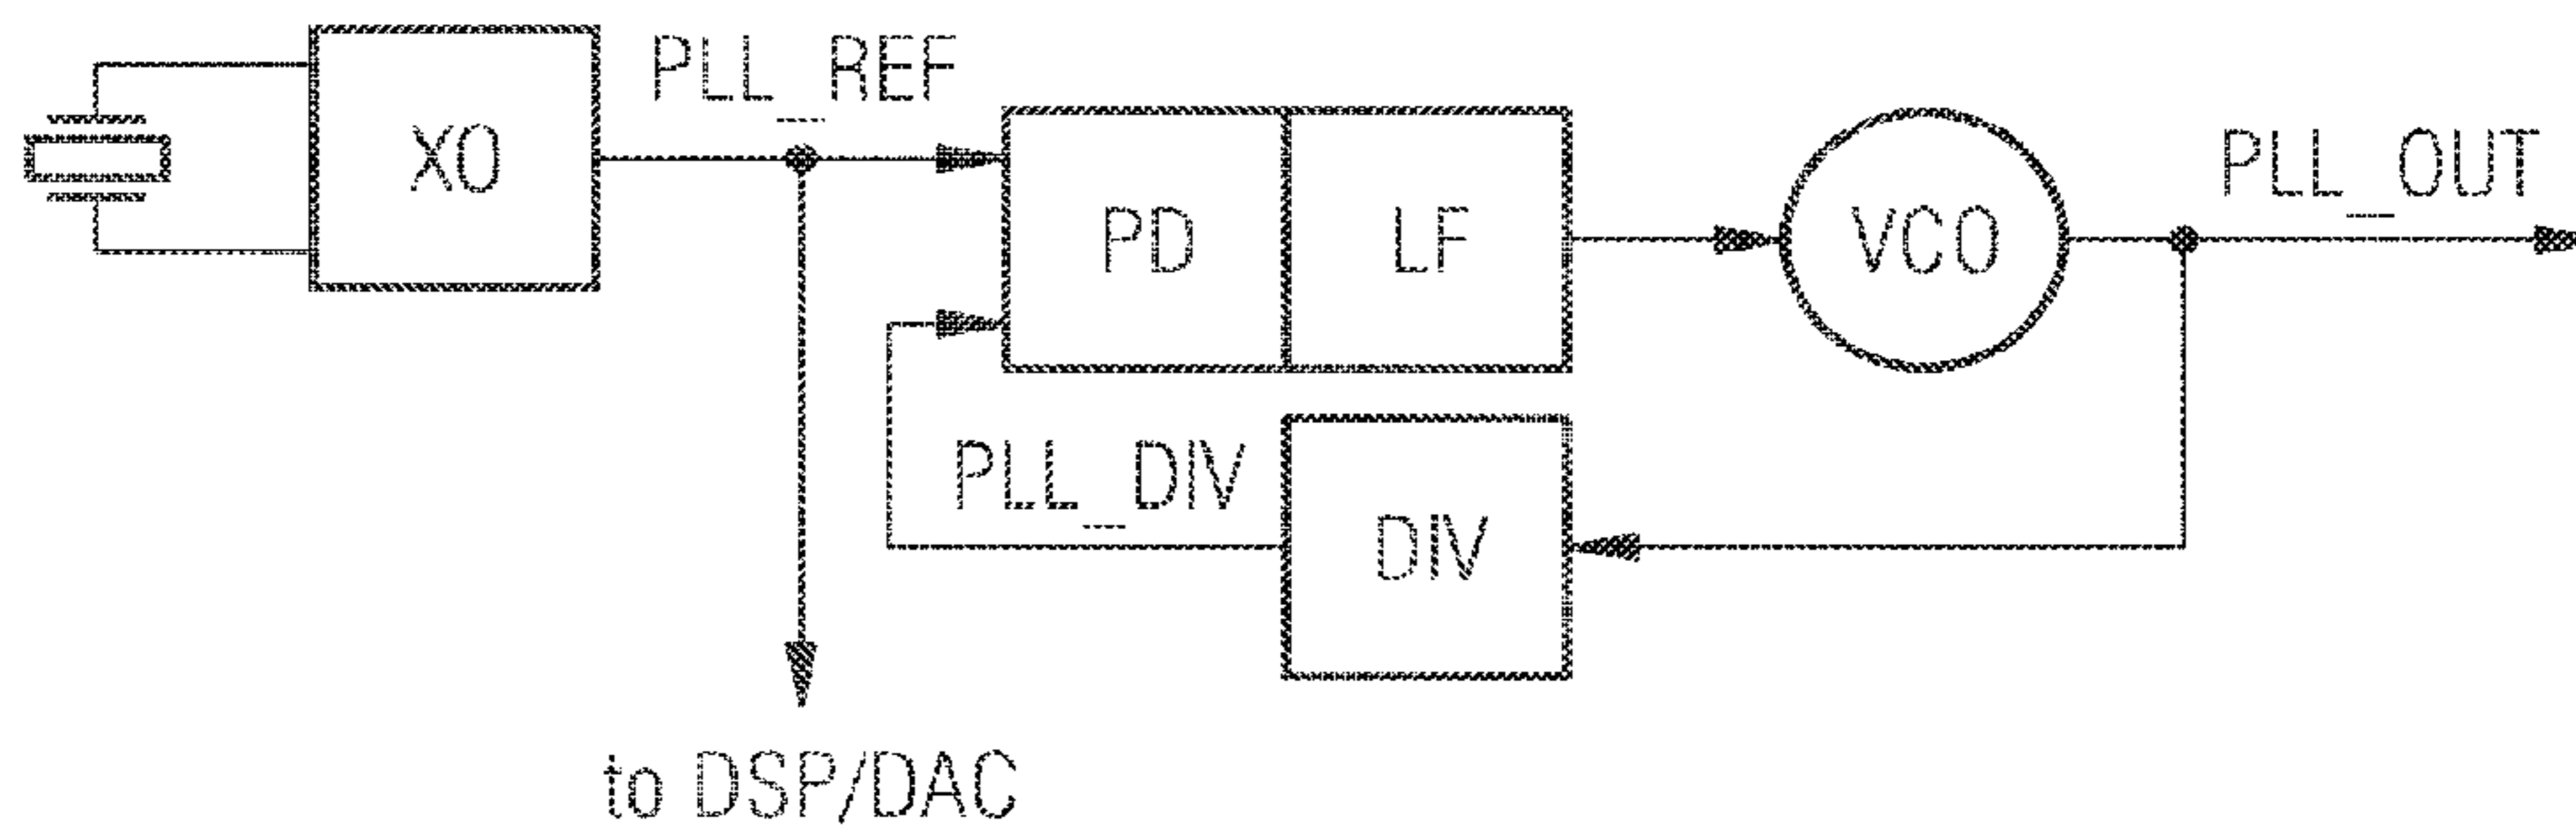 PLL_REF
XO
PD
LF
VCO
PLL_OUT
PLL_DIV
DIV
to DSP/DAC